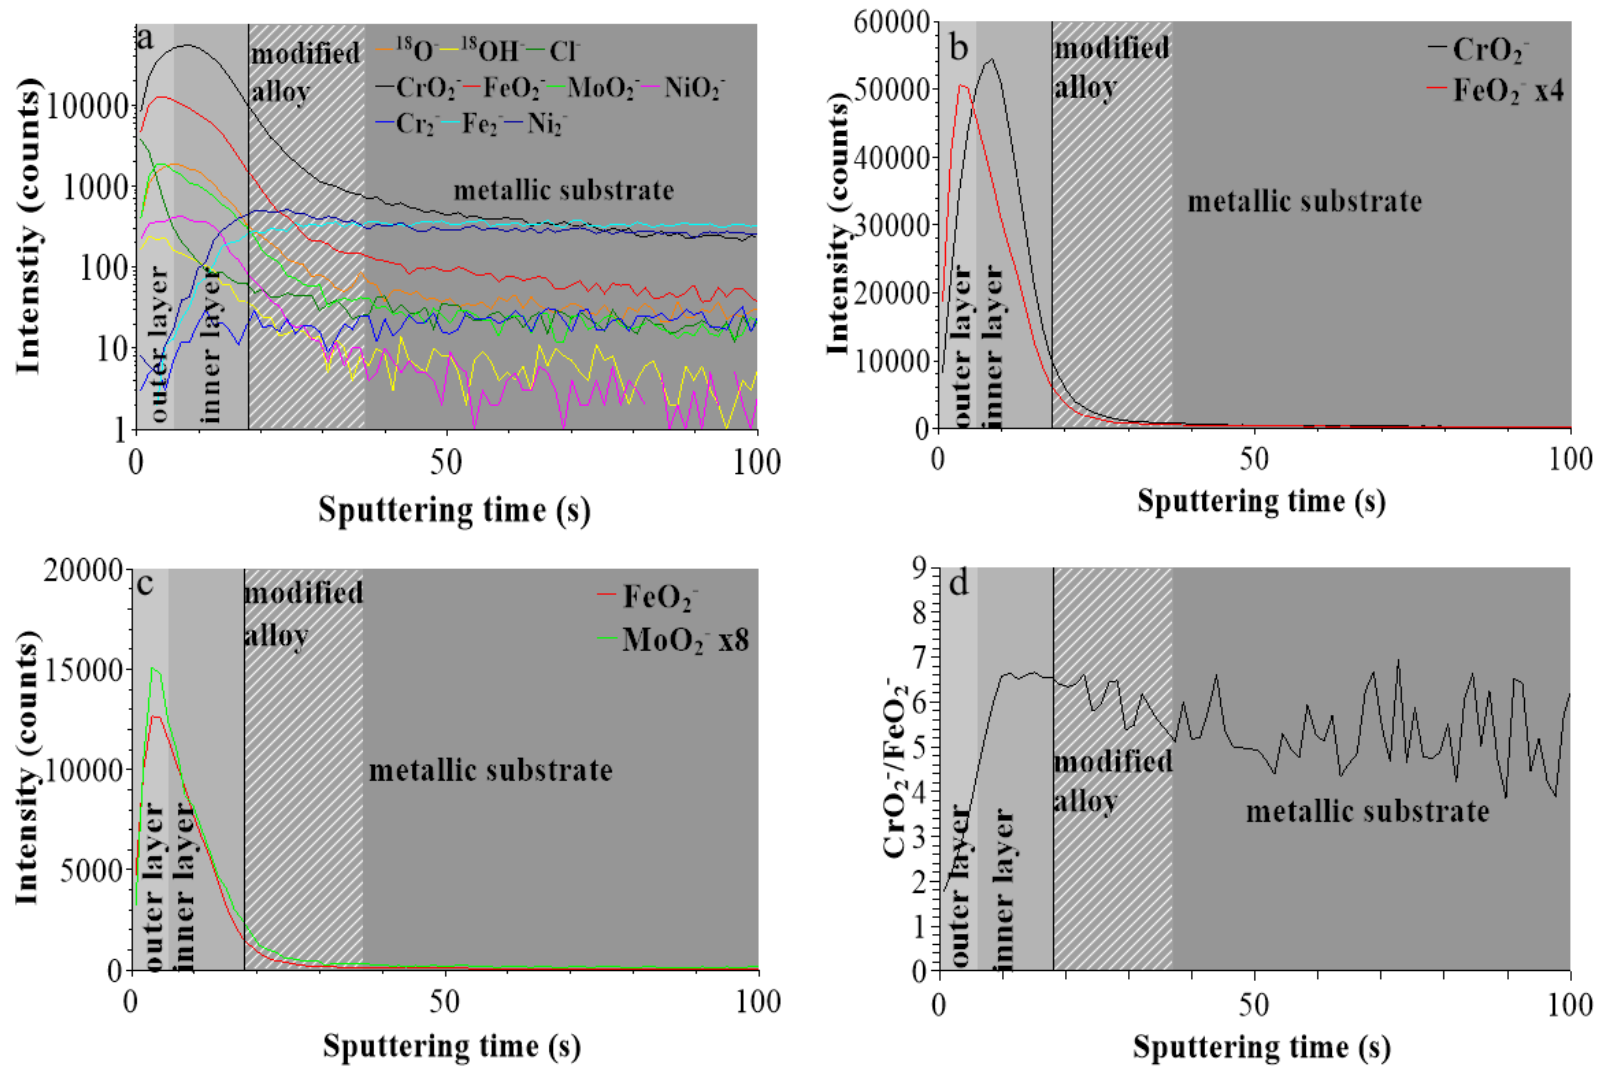 a
modified
alloy
¹⁸O⁻ ¹⁸OH⁻ Cl⁻
CrO₂⁻ FeO₂⁻ MoO₂⁻ NiO₂⁻
Cr₂⁻ Fe₂⁻ Ni₂⁻
metallic substrate
outer layer
inner layer
10000
1000
100
10
1
0 50 100
Intenstiy (counts)
Sputtering time (s)
b
modified
alloy
CrO₂⁻
FeO₂⁻ x4
metallic substrate
outer layer
inner layer
60000
50000
40000
30000
20000
10000
0
0 50 100
Intensity (counts)
Sputtering time (s)
c
modified
alloy
FeO₂⁻
MoO₂⁻ x8
metallic substrate
outer layer
inner layer
20000
15000
10000
5000
0
0 50 100
Intensity (counts)
Sputtering time (s)
d
modified
alloy
metallic substrate
outer layer
inner layer
9
8
7
6
5
4
3
2
1
0
0 50 100
CrO₂⁻/FeO₂⁻
Sputtering time (s)